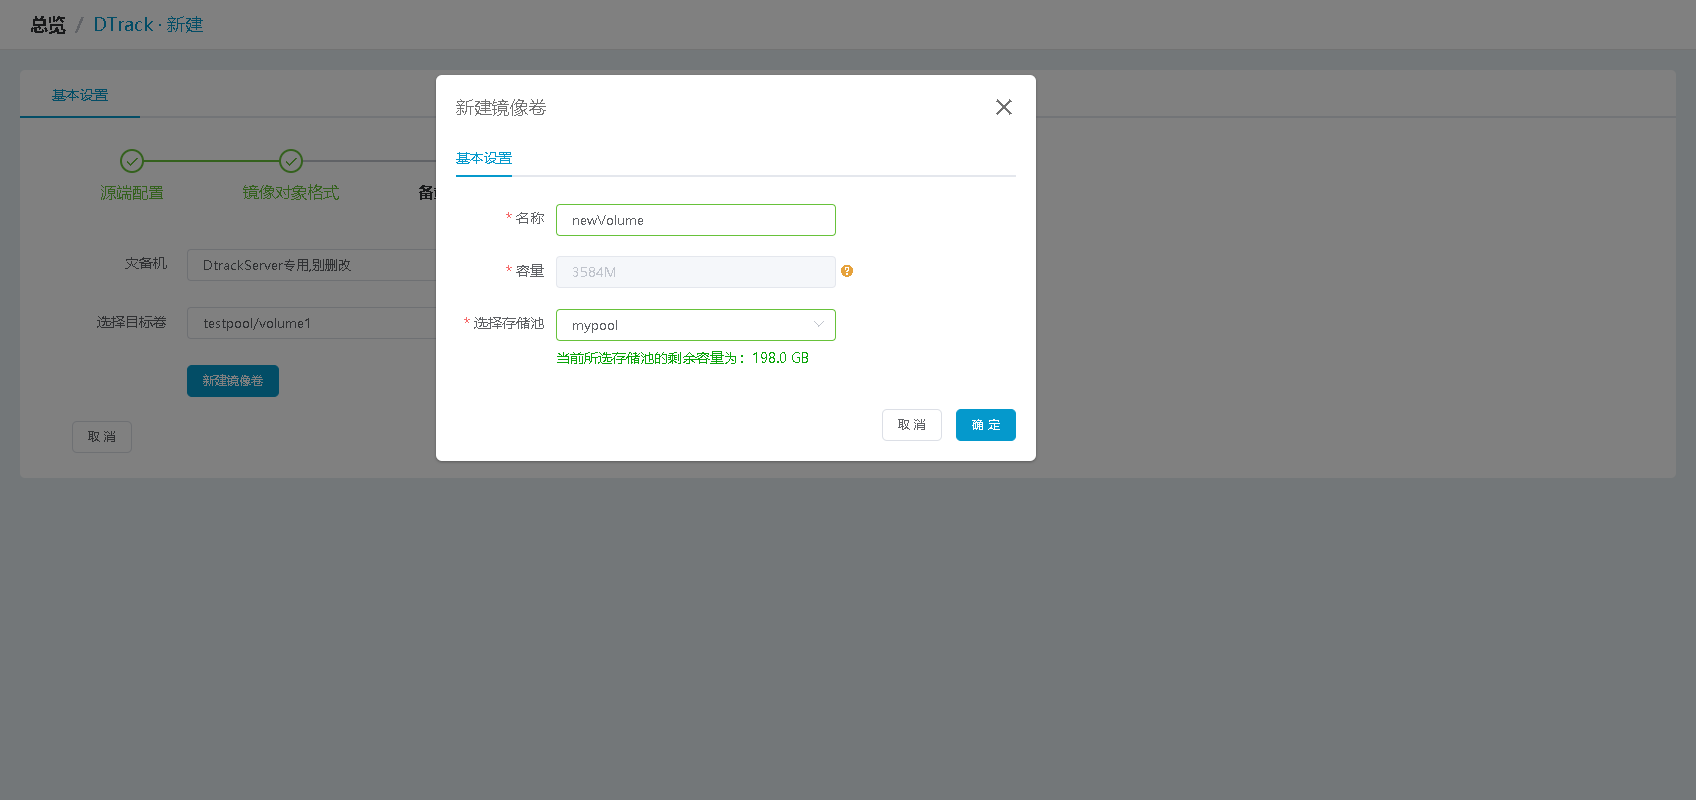 总览 / DTrack · 新建
基本设置
源端配置
镜像对象格式
灾备机
DtrackServer专用,别删改
选择目标卷
testpool/volume1
新建镜像卷
取 消
新建镜像卷
基本设置
* 名称
newVolume
* 容量
3584M
?
* 选择存储池
mypool
当前所选存储池的剩余容量为：198.0 GB
取 消
确 定